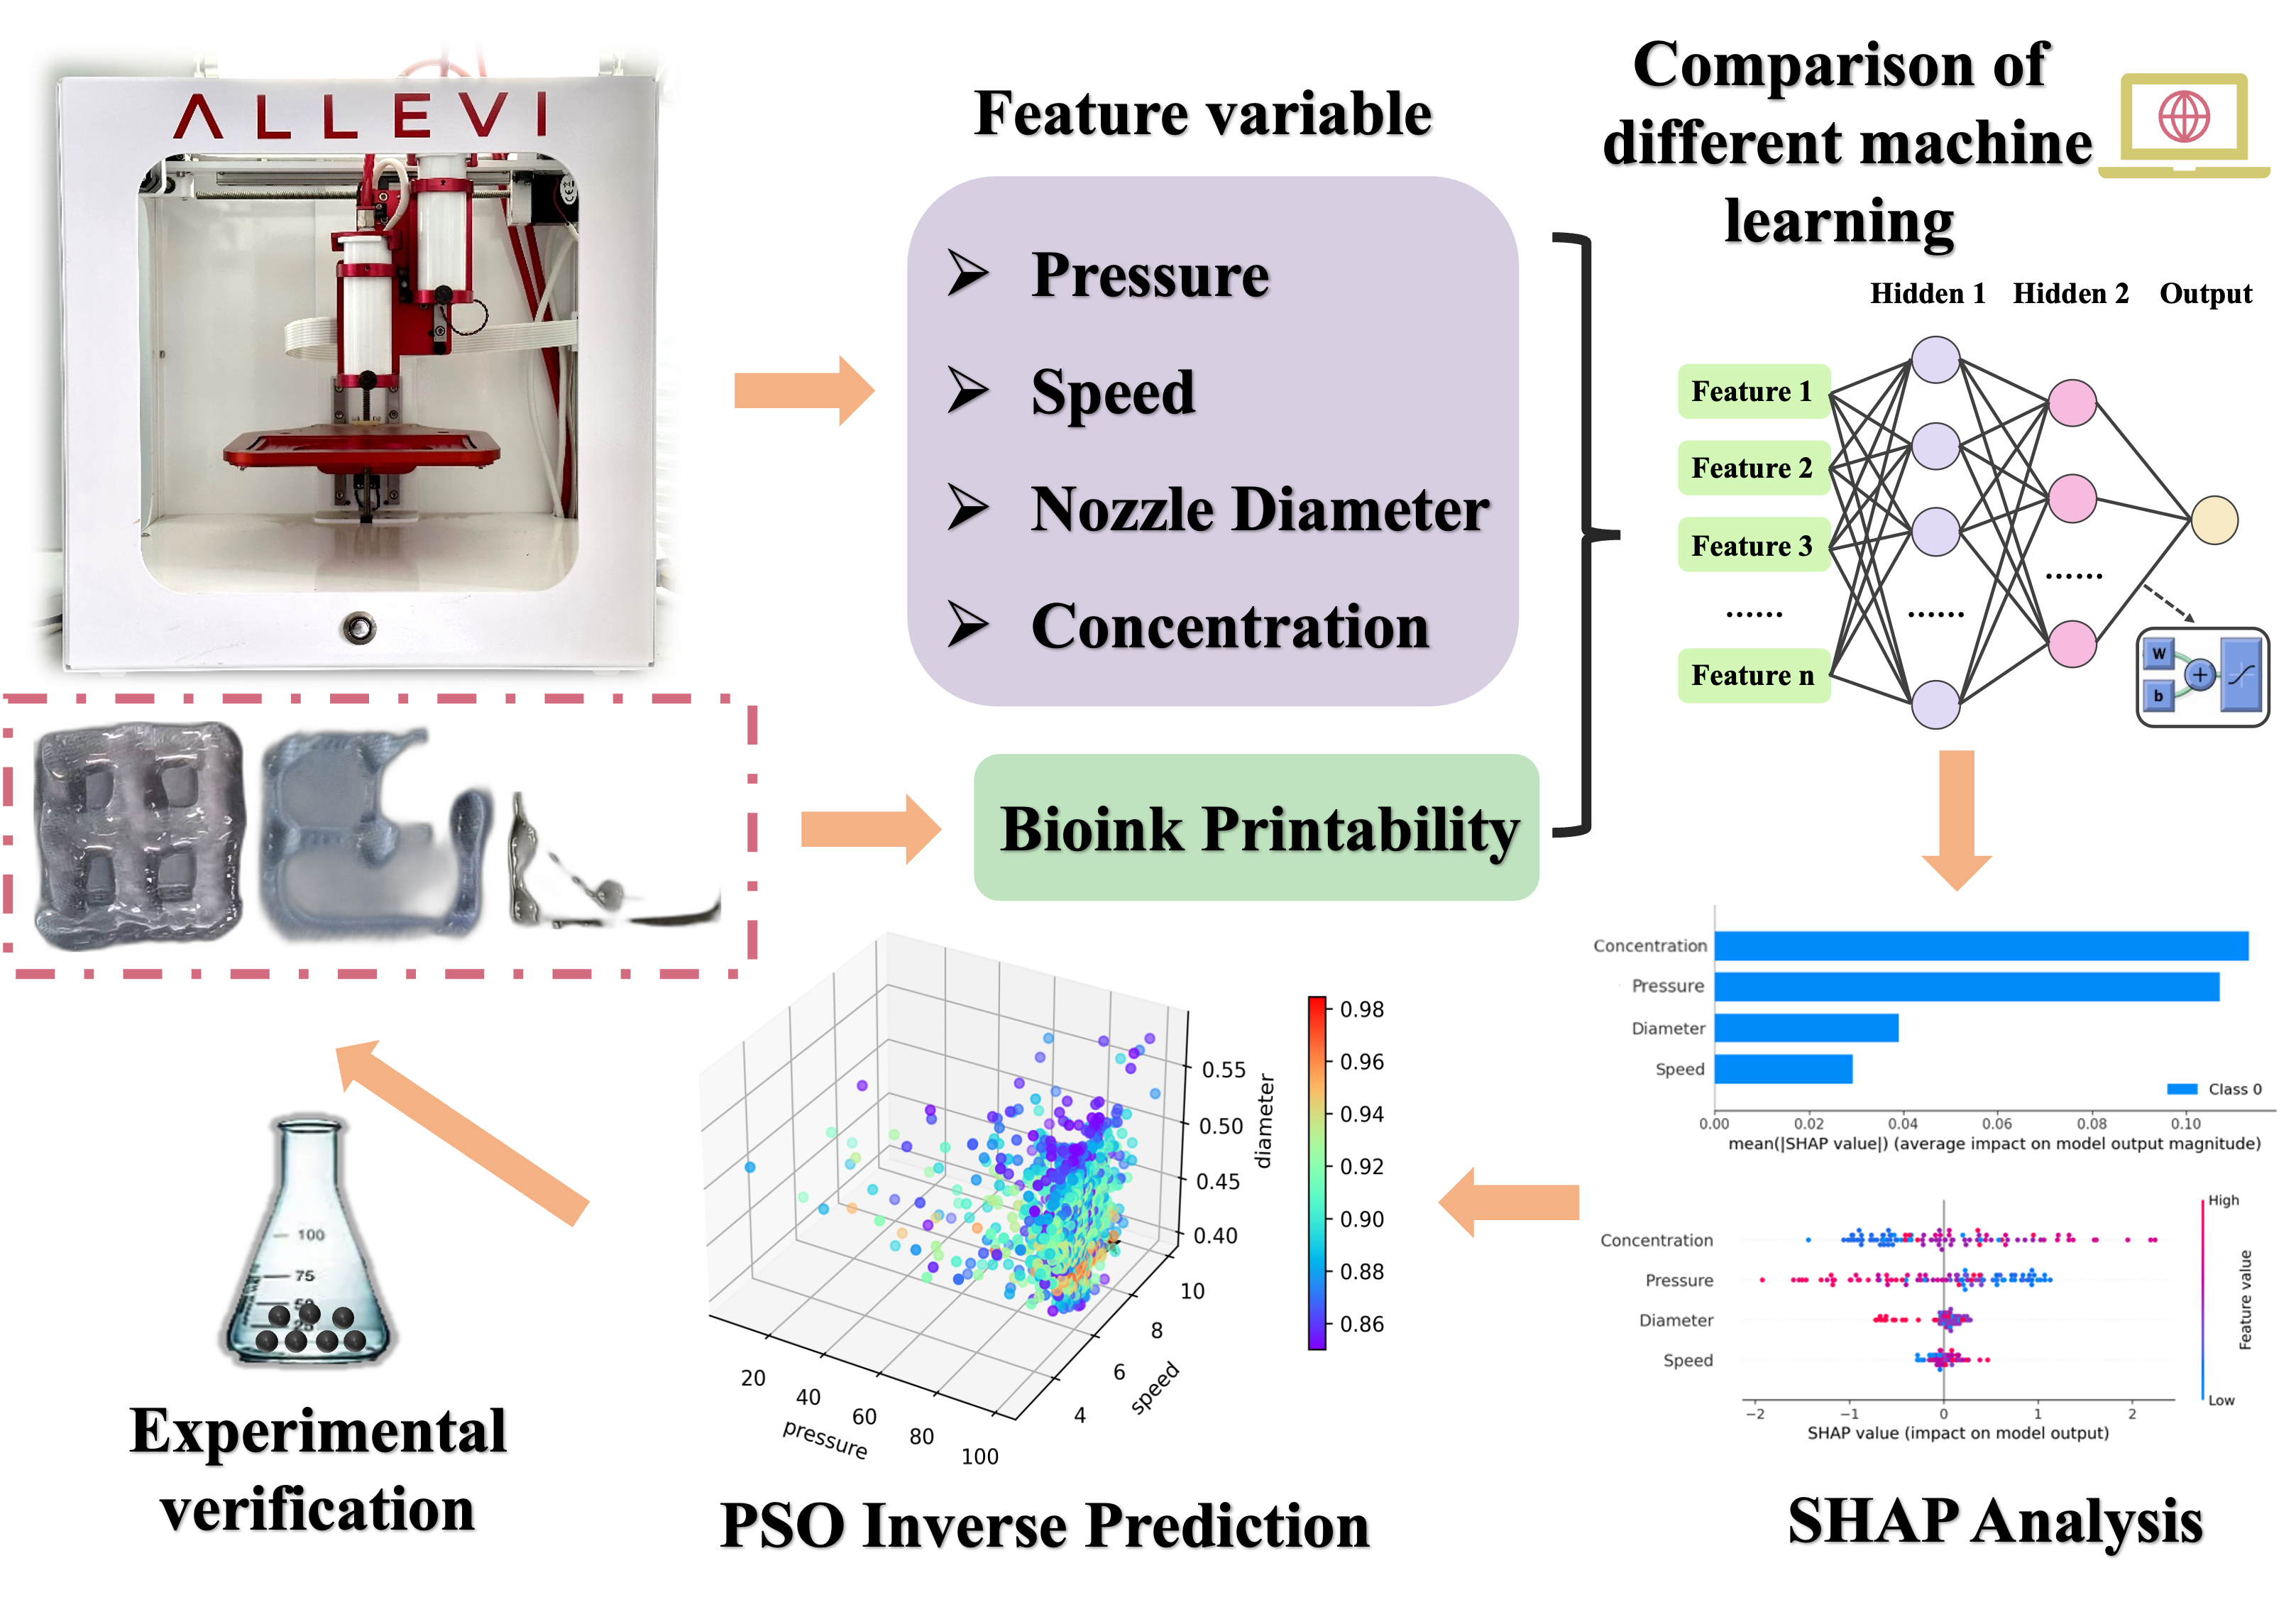 ALLEVI
Feature variable
Pressure
Speed
Nozzle Diameter
Concentration
Bioink Printability
Comparison of
different machine
learning
Hidden 1 Hidden 2 Output
Feature 1
Feature 2
Feature 3
......
......
......
Feature n
W
b
+
Concentration
Pressure
Diameter
Speed
Class 0
0.00 0.02 0.04 0.06 0.08 0.10
mean(|SHAP value|) (average impact on model output magnitude)
High
Concentration
Pressure
Diameter
Speed
Low
Feature value
−2 −1 0 1 2
SHAP value (impact on model output)
SHAP Analysis
0.98
0.96
0.94
0.92
0.90
0.88
0.86
0.55
0.50
0.45
0.40
diameter
10
8
6
4
speed
20
40
60
80
100
pressure
PSO Inverse Prediction
100
75
50
25
Experimental
verification